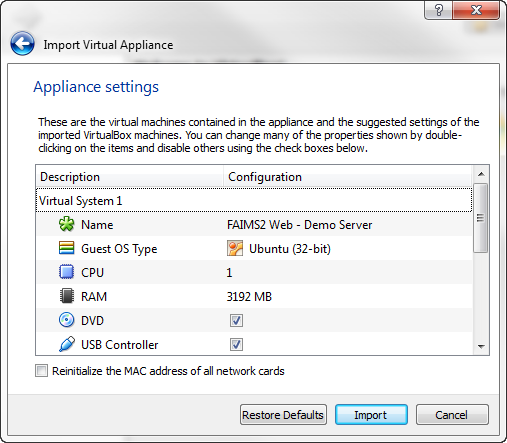 Import Virtual Appliance
Appliance settings
These are the virtual machines contained in the appliance and the suggested settings of the
imported VirtualBox machines. You can change many of the properties shown by double-
clicking on the items and disable others using the check boxes below.
Description Configuration
Virtual System 1
Name FAIMS2 Web - Demo Server
Guest OS Type Ubuntu (32-bit)
CPU 1
RAM 3192 MB
DVD
USB Controller
Reinitialize the MAC address of all network cards
Restore Defaults Import Cancel